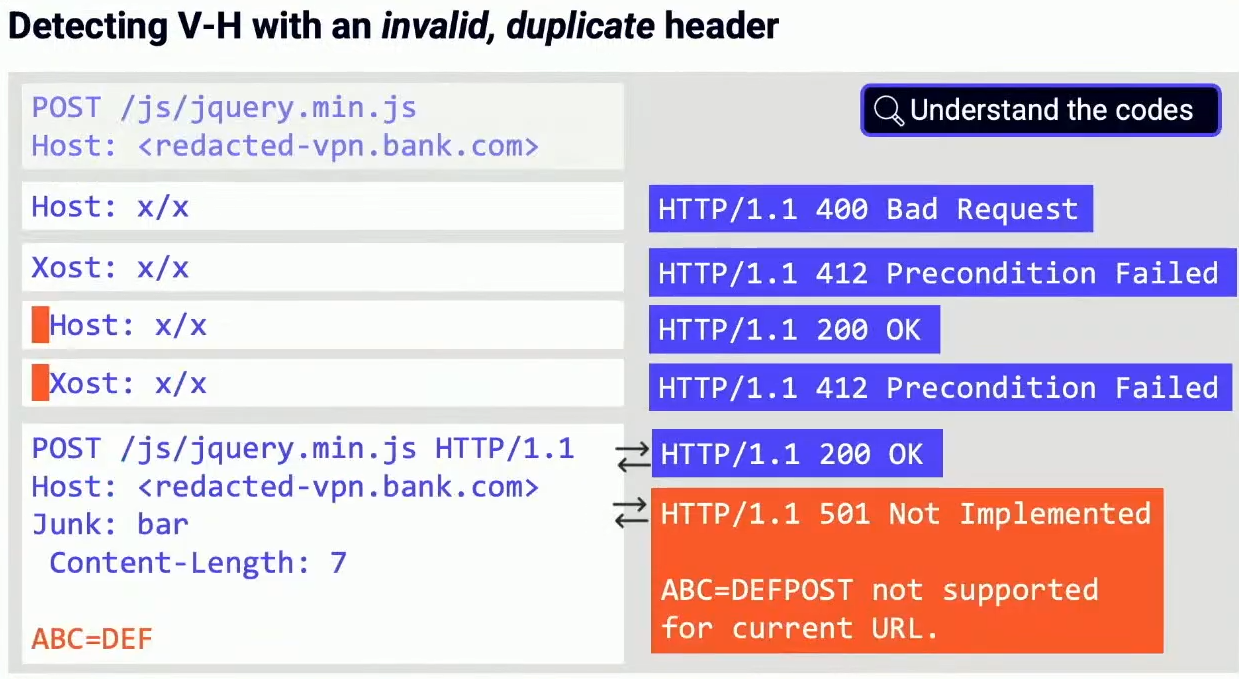 Detecting V-H with an invalid, duplicate header
POST /js/jquery.min.js
Host: <redacted-vpn.bank.com>
Understand the codes
Host: x/x
HTTP/1.1 400 Bad Request
Xost: x/x
HTTP/1.1 412 Precondition Failed
Host: x/x
HTTP/1.1 200 OK
Xost: x/x
HTTP/1.1 412 Precondition Failed
POST /js/jquery.min.js HTTP/1.1
Host: <redacted-vpn.bank.com>
Junk: bar
Content-Length: 7
ABC=DEF
HTTP/1.1 200 OK
HTTP/1.1 501 Not Implemented
ABC=DEFPOST not supported
for current URL.